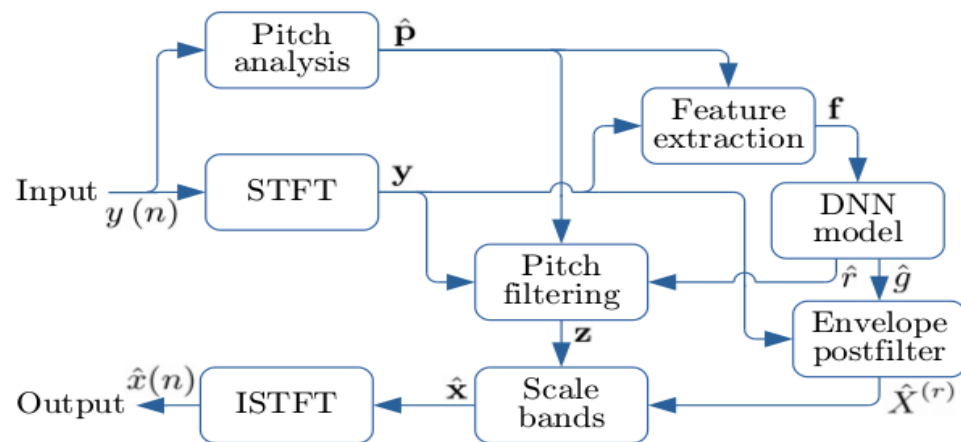 Pitch
analysis
p̂
Feature
extraction
f
Input
y (n)
STFT
y
DNN
model
r̂
ĝ
Pitch
filtering
z
Envelope
postfilter
X̂^(r)
Output
x̂(n)
ISTFT
x̂
Scale
bands